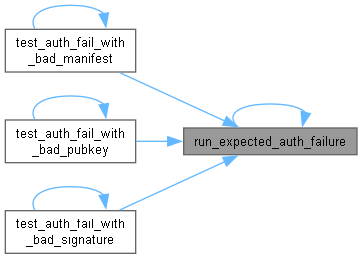 test_auth_fail_with
_bad_manifest
test_auth_fail_with
_bad_pubkey
run_expected_auth_failure
test_auth_fail_with
_bad_signature